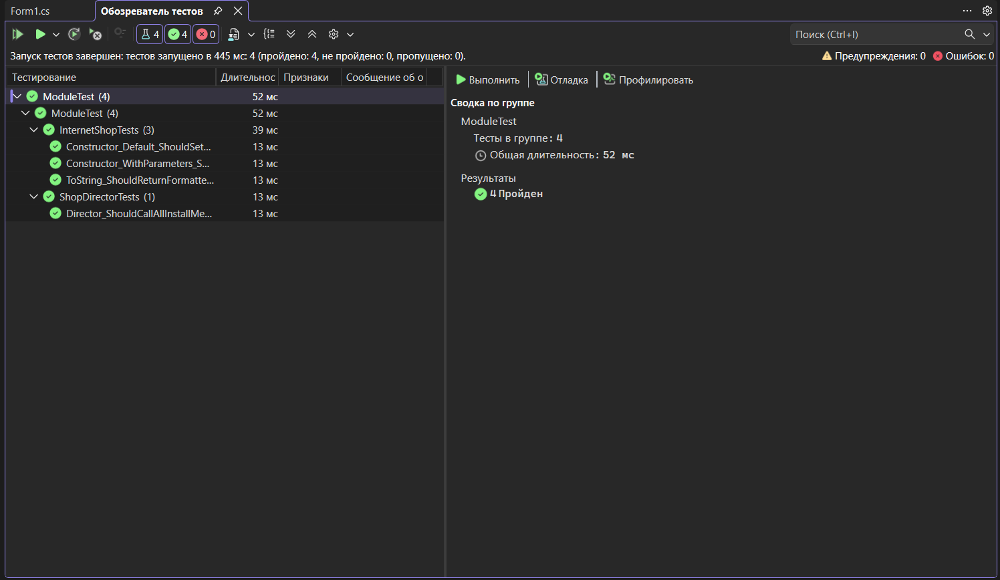 Form1.cs
Обозреватель тестов
4 4 0
Поиск (Ctrl+I)
Запуск тестов завершен: тестов запущено в 445 мс: 4 (пройдено: 4, не пройдено: 0, пропущено: 0).
Предупреждения: 0 Ошибок: 0
Тестирование Длительнос Признаки Сообщение об о
ModuleTest (4) 52 мс
ModuleTest (4) 52 мс
InternetShopTests (3) 39 мс
Constructor_Default_ShouldSet... 13 мс
Constructor_WithParameters_S... 13 мс
ToString_ShouldReturnFormatte... 13 мс
ShopDirectorTests (1) 13 мс
Director_ShouldCallAllInstallMe... 13 мс
Выполнить Отладка Профилировать
Сводка по группе
ModuleTest
Тесты в группе: 4
Общая длительность: 52 мс
Результаты
4 Пройден